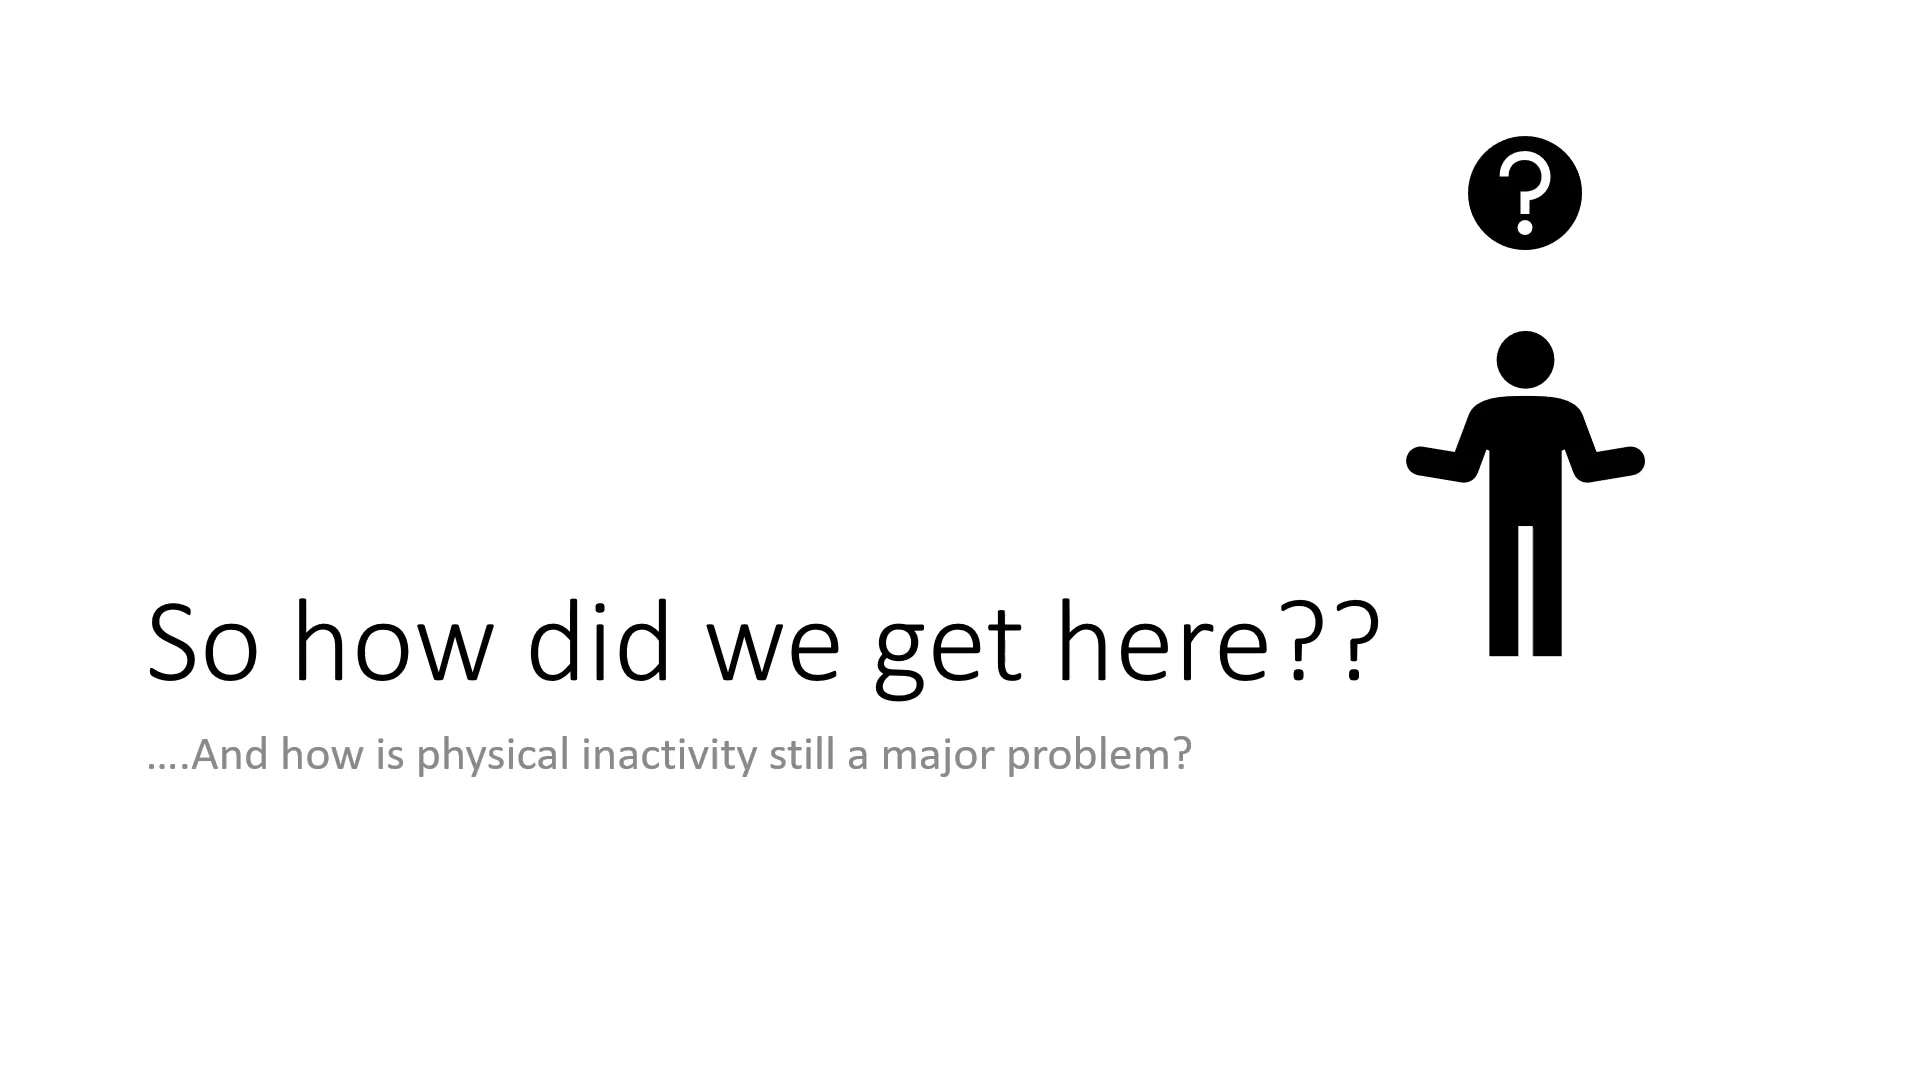 ?
So how did we get here??
....And how is physical inactivity still a major problem?